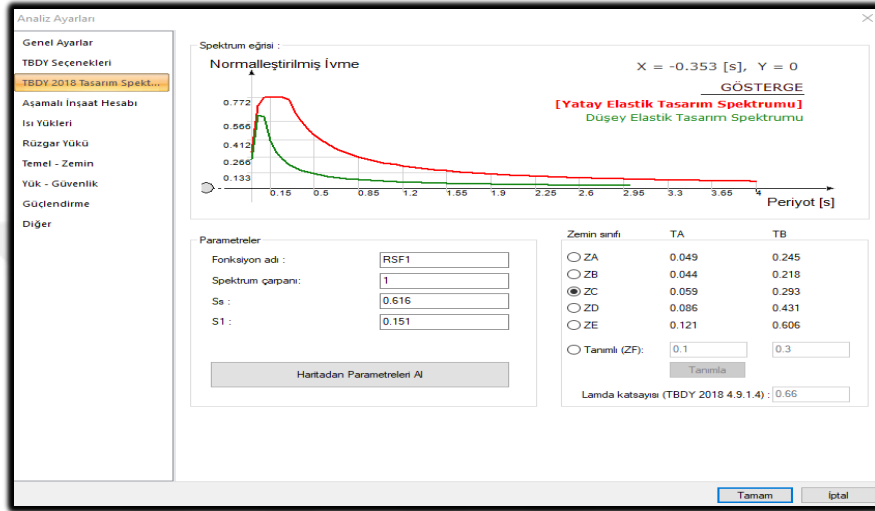 Analiz Ayarları
Genel Ayarlar
TBDY Seçenekleri
TBDY 2018 Tasarım Spekt...
Aşamalı İnşaat Hesabı
Isı Yükleri
Rüzgar Yükü
Temel - Zemin
Yük - Güvenlik
Güçlendirme
Diğer
Spektrum eğrisi :
Normalleştirilmiş İvme
X = -0.353 [s], Y = 0
GÖSTERGE
[Yatay Elastik Tasarım Spektrumu]
Düşey Elastik Tasarım Spektrumu
0.772
0.566
0.412
0.266
0.133
0.15 0.5 0.85 1.2 1.55 1.9 2.25 2.6 2.95 3.3 3.65 4
Periyot [s]
Parametreler
Fonksiyon adı : RSF1
Spektrum çarpanı: 1
Ss : 0.616
S1 : 0.151
Haritadan Parametreleri Al
Zemin sınıfı TA TB
ZA 0.049 0.245
ZB 0.044 0.218
ZC 0.059 0.293
ZD 0.086 0.431
ZE 0.121 0.606
Tanımlı (ZF): 0.1 0.3
Tanımla
Lamda katsayısı (TBDY 2018 4.9.1.4) : 0.66
Tamam İptal